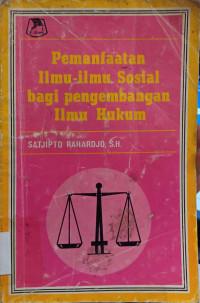 Pemanfaatan
Ilmu-ilmu Sosial
bagi pengembangan
Ilmu Hukum
SATJIPTO RAHARDJO, S.H.